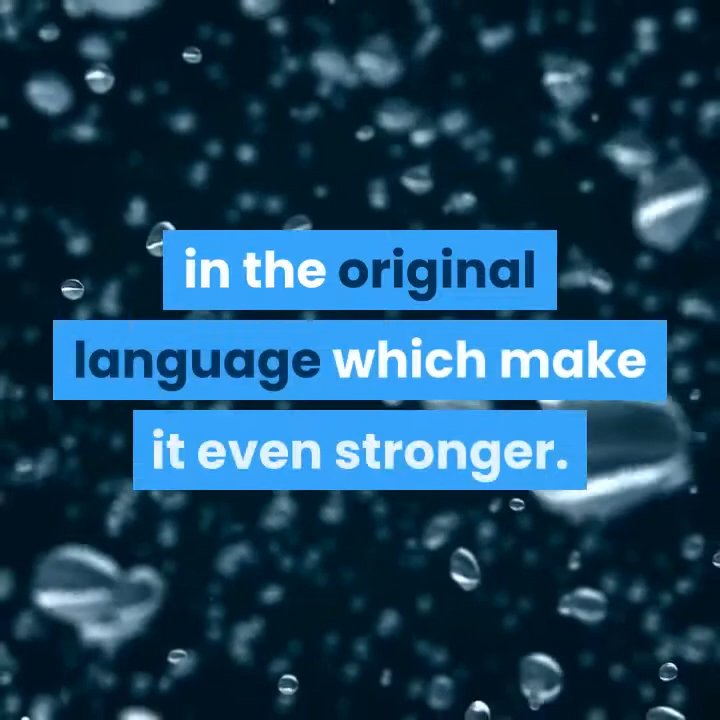 in the original
language which make
it even stronger.